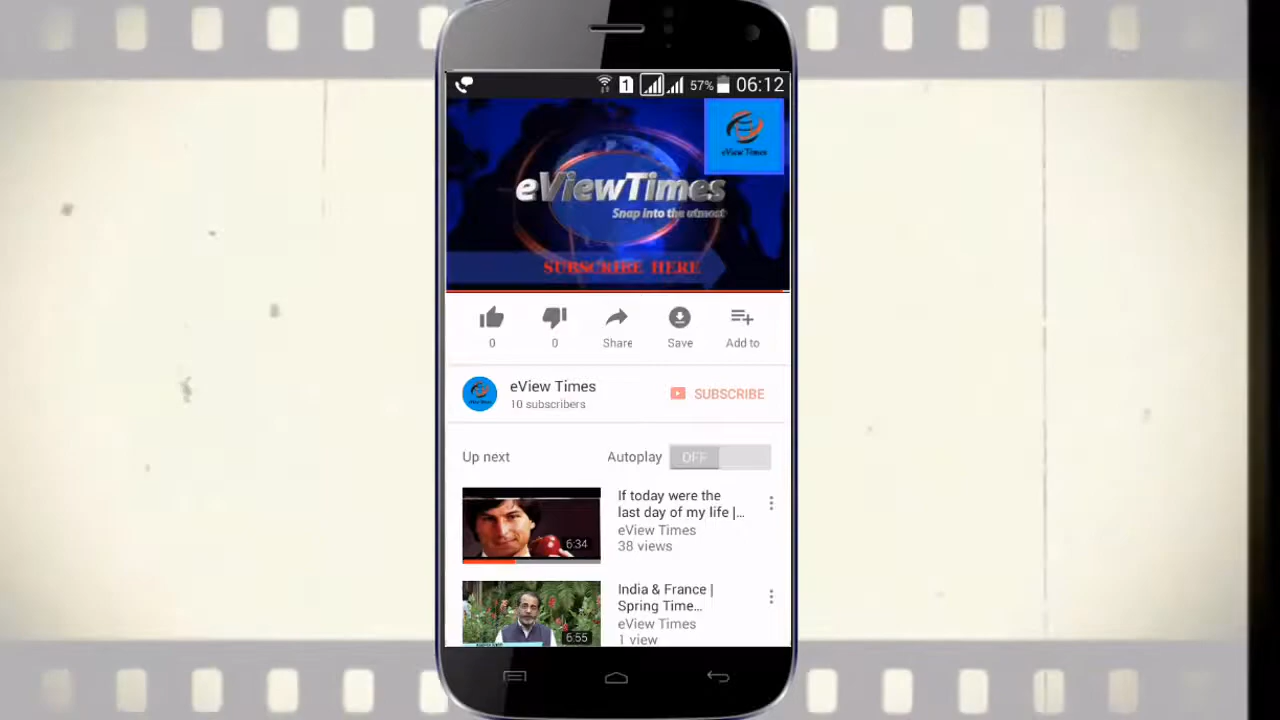 1
57%
06:12
eView Times
eViewTimes
Snap into the utmost
SUBSCRIBE HERE
0
0
Share
Save
Add to
eView Times
10 subscribers
SUBSCRIBE
Up next
Autoplay
OFF
If today were the
last day of my life |...
eView Times
38 views
6:34
India & France |
Spring Time...
eView Times
1 view
6:55